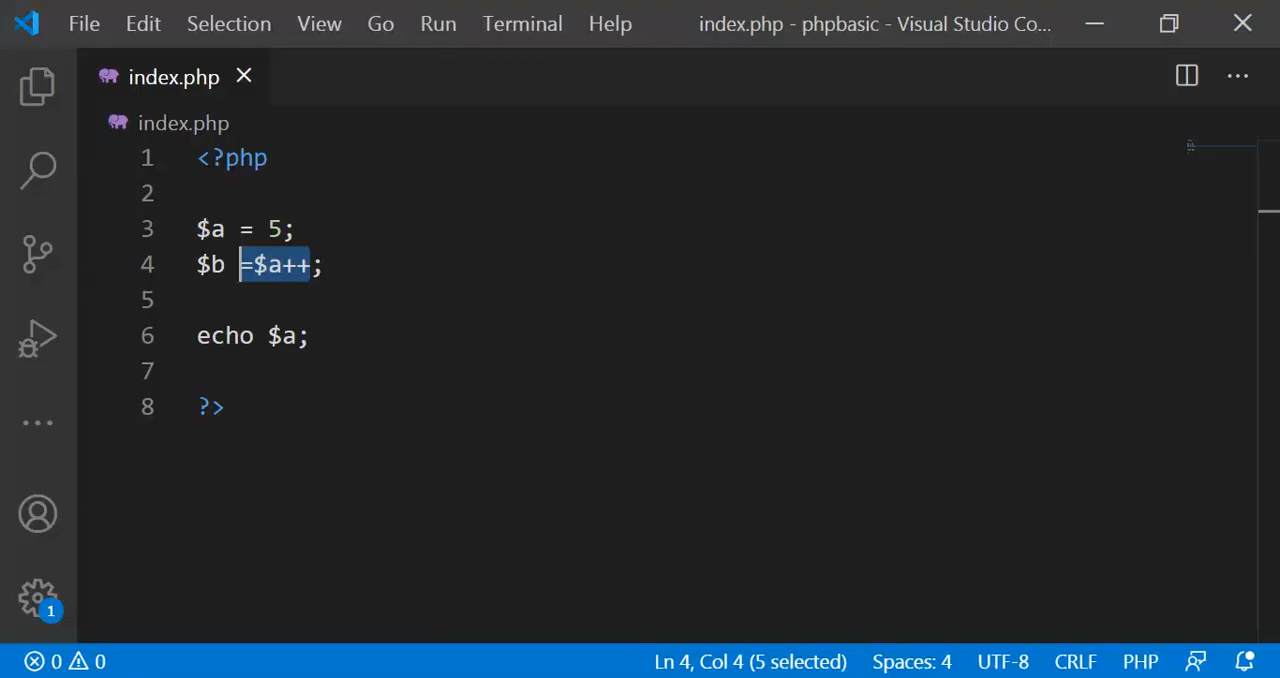 File Edit Selection View Go Run Terminal Help index.php - phpbasic - Visual Studio Co...
index.php
index.php
1 <?php
2
3 $a = 5;
4 $b =$a++;
5
6 echo $a;
7
8 ?>
1
0 0 Ln 4, Col 4 (5 selected) Spaces: 4 UTF-8 CRLF PHP